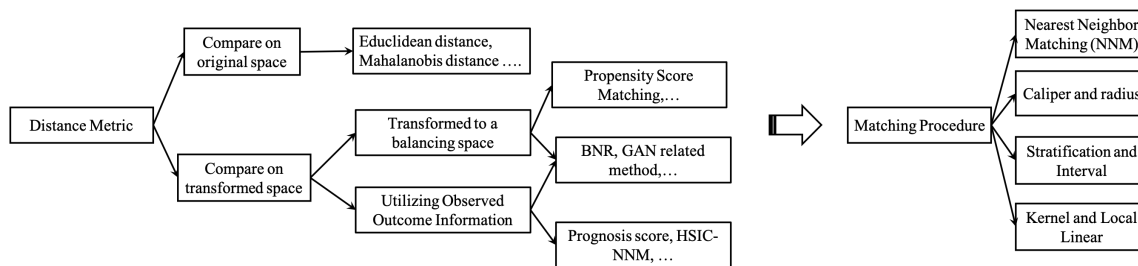 Distance Metric
Compare on
original space
Compare on
transformed space
Educlidean distance,
Mahalanobis distance ….
Transformed to a
balancing space
Utilizing Observed
Outcome Information
Propensity Score
Matching,…
BNR, GAN related
method,…
Prognosis score, HSIC-
NNM, …
Matching Procedure
Nearest Neighbor
Matching (NNM)
Caliper and radius
Stratification and
Interval
Kernel and Local
Linear